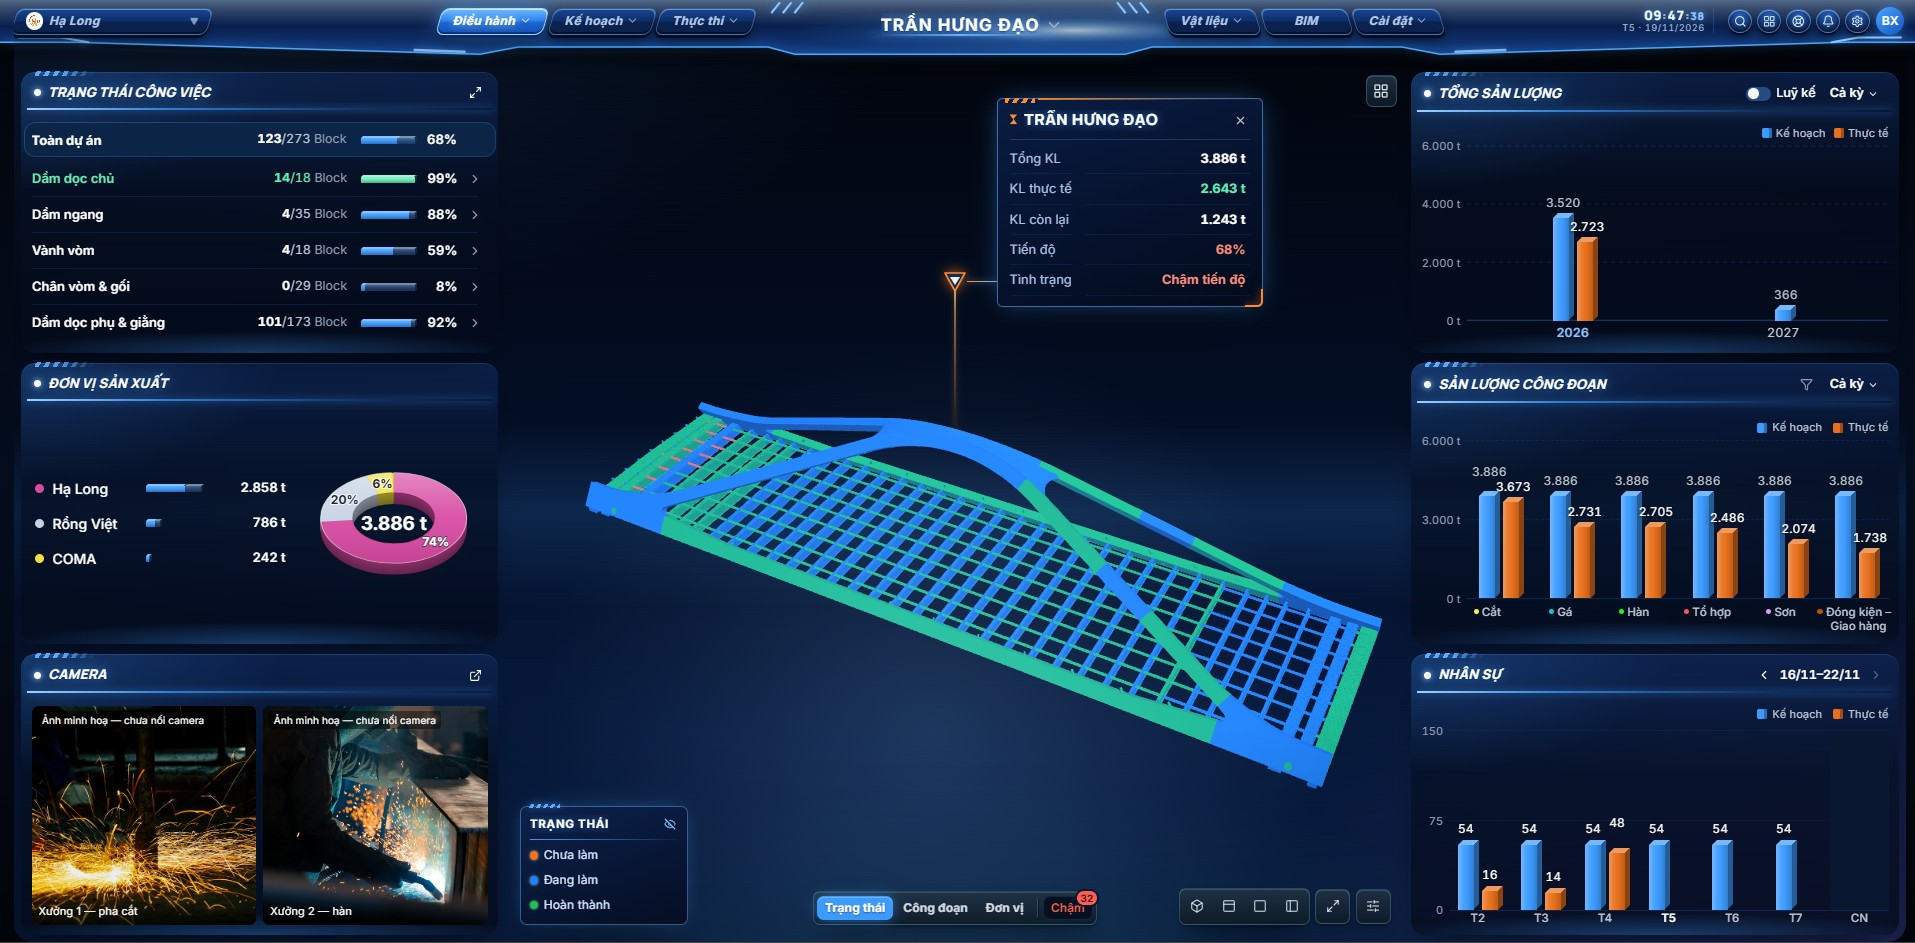 Hạ Long
Điều hành
Kế hoạch
Thực thi
TRẦN HƯNG ĐẠO
Vật liệu
BIM
Cài đặt
09:47:38
T5 · 19/11/2026
BX
TRẠNG THÁI CÔNG VIỆC
Toàn dự án 123/273 Block 68%
Dầm dọc chủ 14/18 Block 99%
Dầm ngang 4/35 Block 88%
Vành vòm 4/18 Block 59%
Chân vòm & gối 0/29 Block 8%
Dầm dọc phụ & giằng 101/173 Block 92%
ĐƠN VỊ SẢN XUẤT
Hạ Long 2.858 t
Rồng Việt 786 t
COMA 242 t
6%
20%
3.886 t
74%
CAMERA
Ảnh minh hoạ — chưa nối camera
Xưởng 1 — phá cắt
Ảnh minh hoạ — chưa nối camera
Xưởng 2 — hàn
TRẦN HƯNG ĐẠO
Tổng KL 3.886 t
KL thực tế 2.643 t
KL còn lại 1.243 t
Tiến độ 68%
Tình trạng Chậm tiến độ
TRẠNG THÁI
Chưa làm
Đang làm
Hoàn thành
Trạng thái Công đoạn Đơn vị Chậm 32
TỔNG SẢN LƯỢNG
Luỹ kế Cả kỳ
Kế hoạch Thực tế
6.000 t
4.000 t
2.000 t
0 t
3.520
2.723
366
2026 2027
SẢN LƯỢNG CÔNG ĐOẠN
Cả kỳ
Kế hoạch Thực tế
6.000 t
3.000 t
0 t
3.886 3.673
3.886 2.731
3.886 2.705
3.886 2.486
3.886 2.074
3.886 1.738
Cắt Gá Hàn Tổ hợp Sơn Đóng kiện –
Giao hàng
NHÂN SỰ
16/11–22/11
Kế hoạch Thực tế
150
75
0
54 16
54 14
54 48
54
54
54
T2 T3 T4 T5 T6 T7 CN